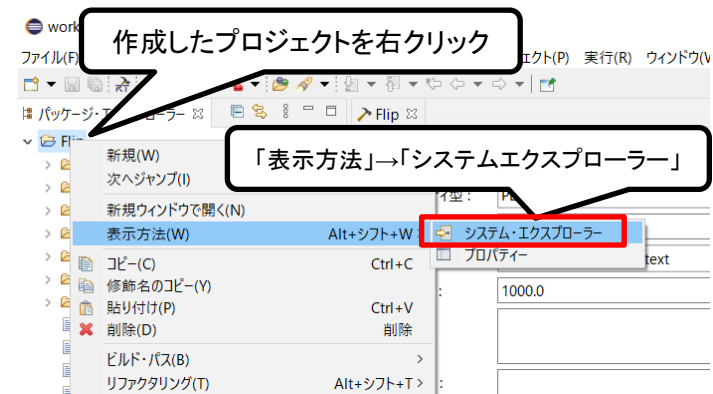 work
作成したプロジェクトを右クリック
ファイル(F)
エクト(P) 実行(R) ウィンドウ(W
パッケージ・
ーラー
Flip
Flip
「表示方法」→「システムエクスプローラー」
新規(W)
次へジャンプ(I)
新規ウィンドウで開く(N)
表示方法(W) Alt+シフト+W >
システム・エクスプローラー
プロパティー
text
コピー(C) Ctrl+C
修飾名のコピー(Y)
貼り付け(P) Ctrl+V
削除(D) 削除
1000.0
ビルド・パス(B) >
リファクタリング(T) Alt+シフト+T >